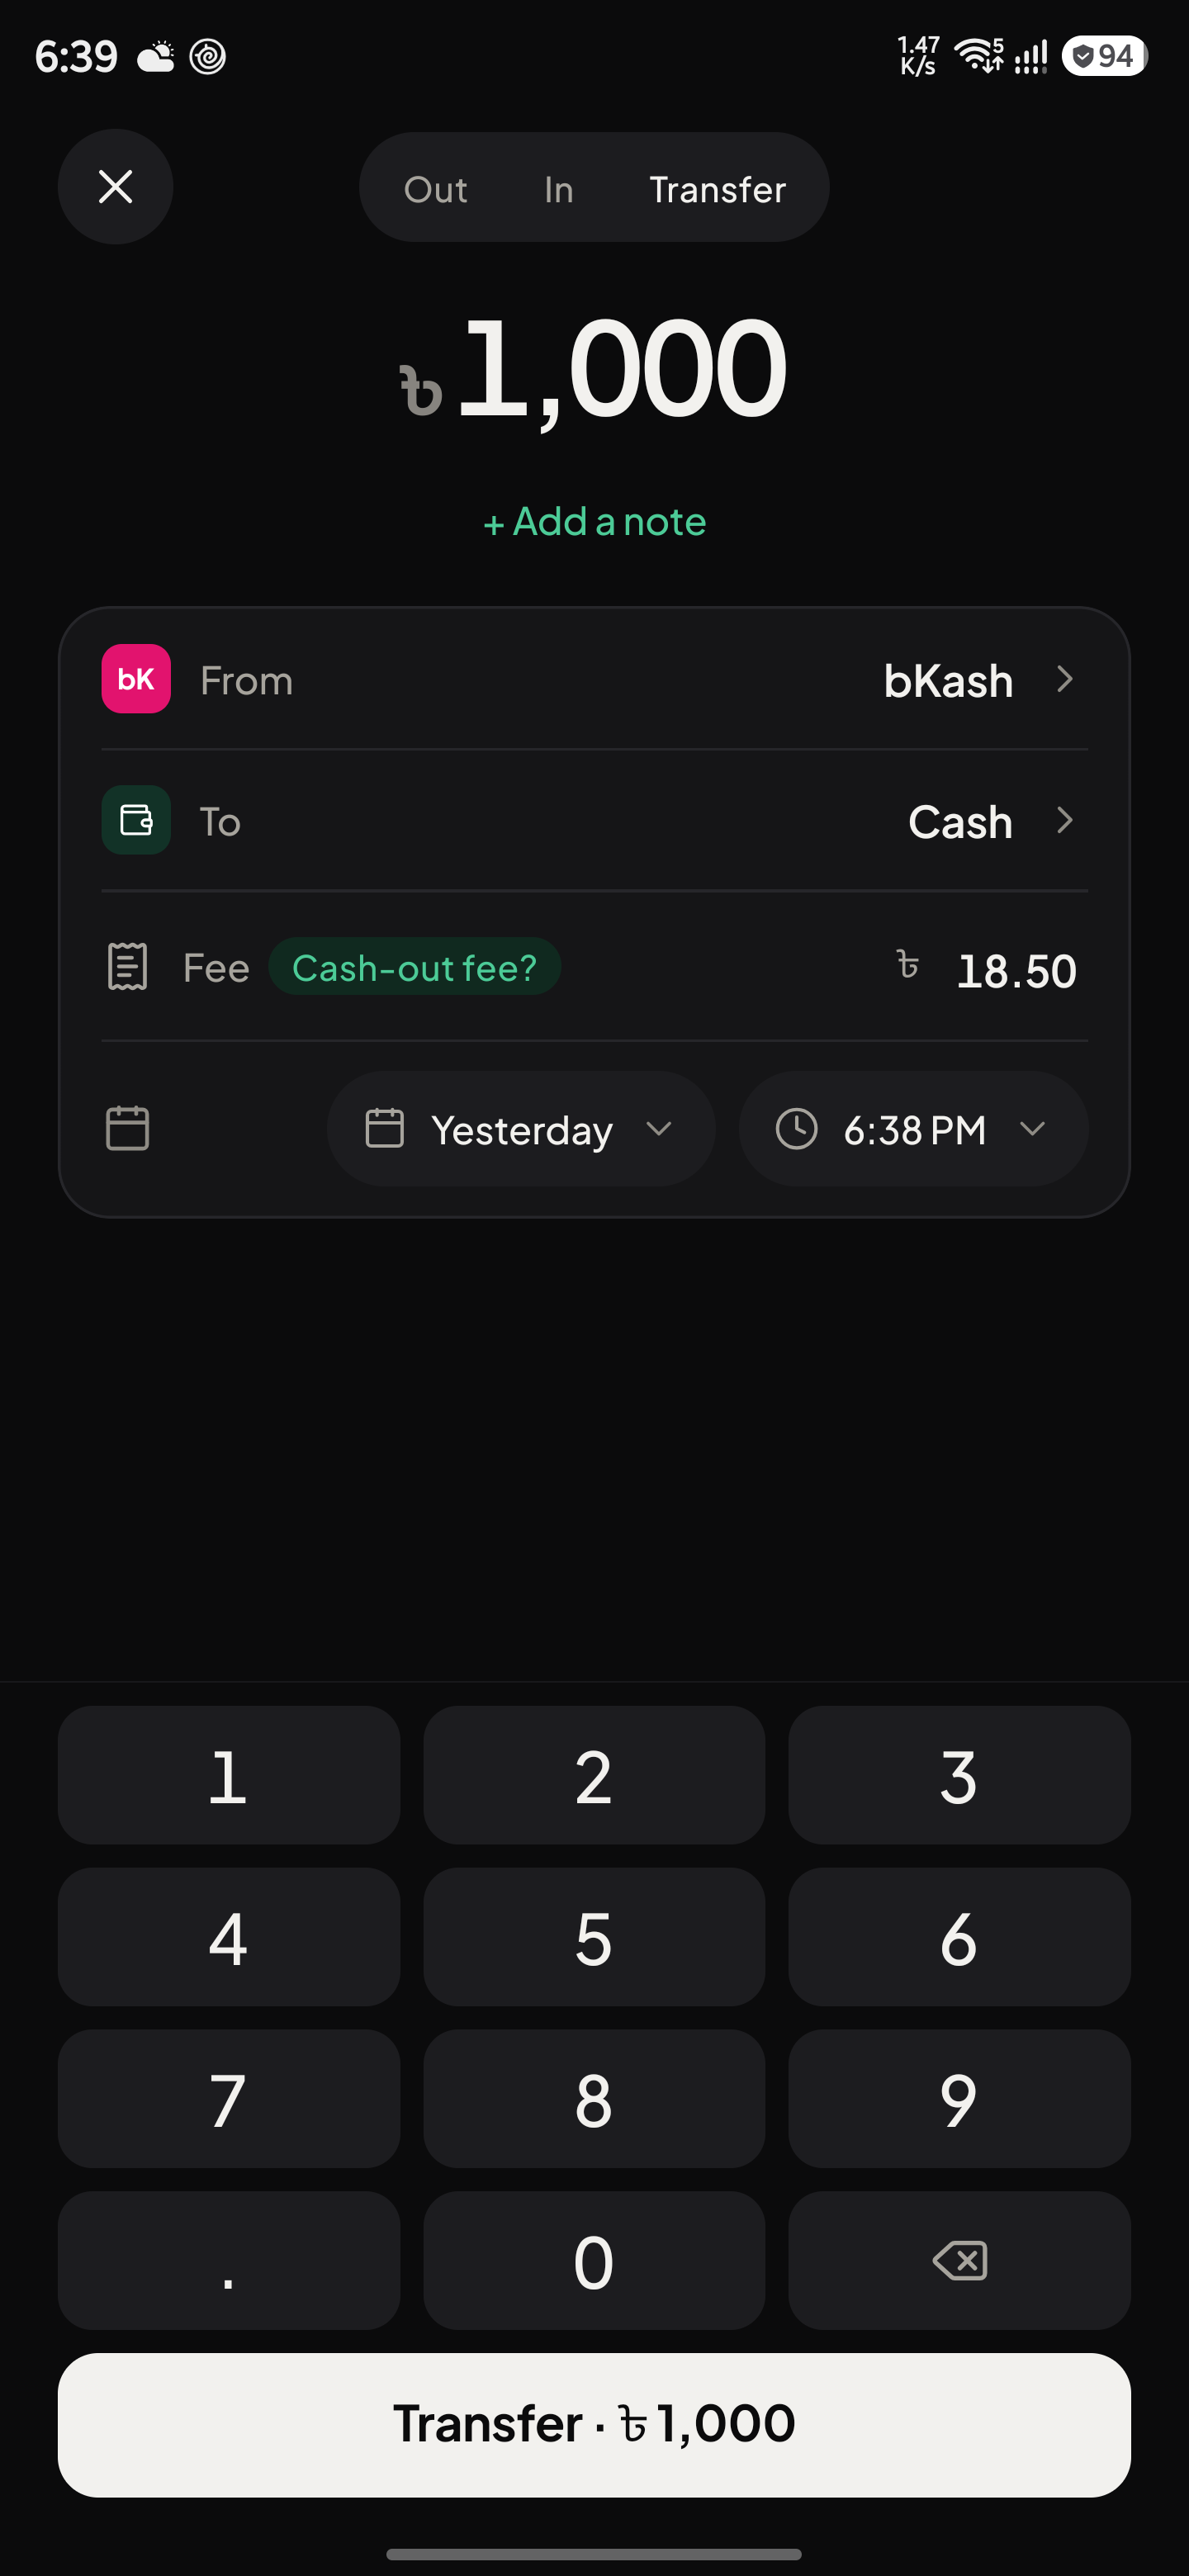 6:39
1.47 K/s 5 94
Out In Transfer
৳1,000
+ Add a note
bK From bKash
To Cash
Fee Cash-out fee? ৳ 18.50
Yesterday 6:38 PM
1 2 3
4 5 6
7 8 9
. 0
Transfer · ৳1,000